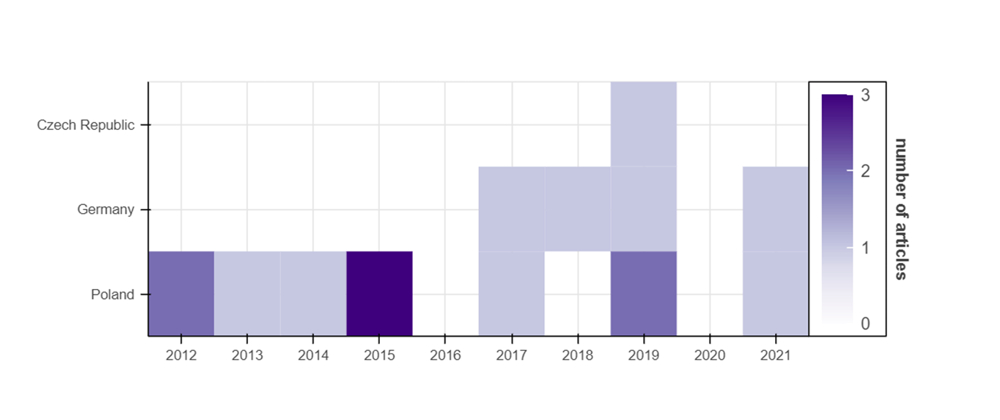 Czech Republic
Germany
Poland
2012 2013 2014 2015 2016 2017 2018 2019 2020 2021
3
2
1
0
number of articles